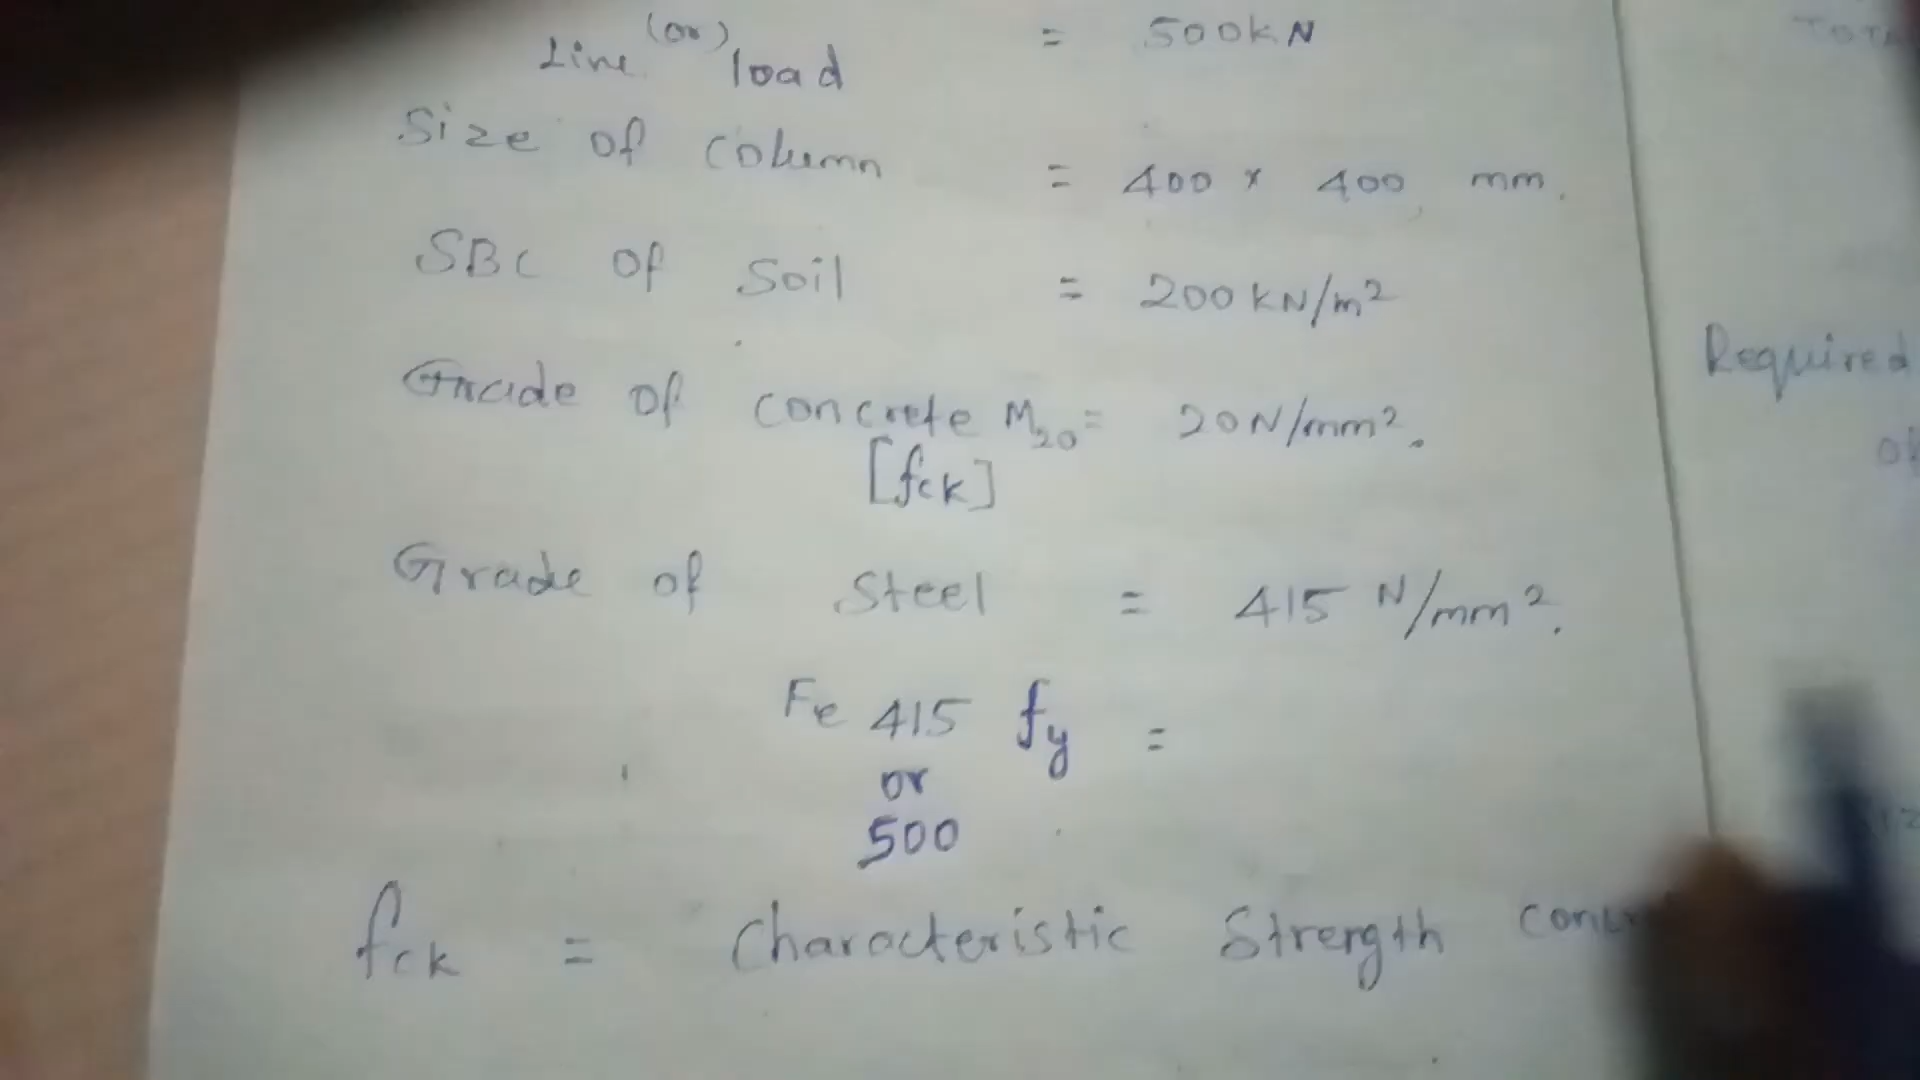 (or)
Line load = 500kN
Size of column = 400 x 400 mm.
SBC of Soil = 200 kN/m²
Grade of concrete M20 = 20N/mm².
[fck]
Grade of Steel = 415 N/mm².
Fe 415 fy =
or
500
fck = Characteristic Strength
Required